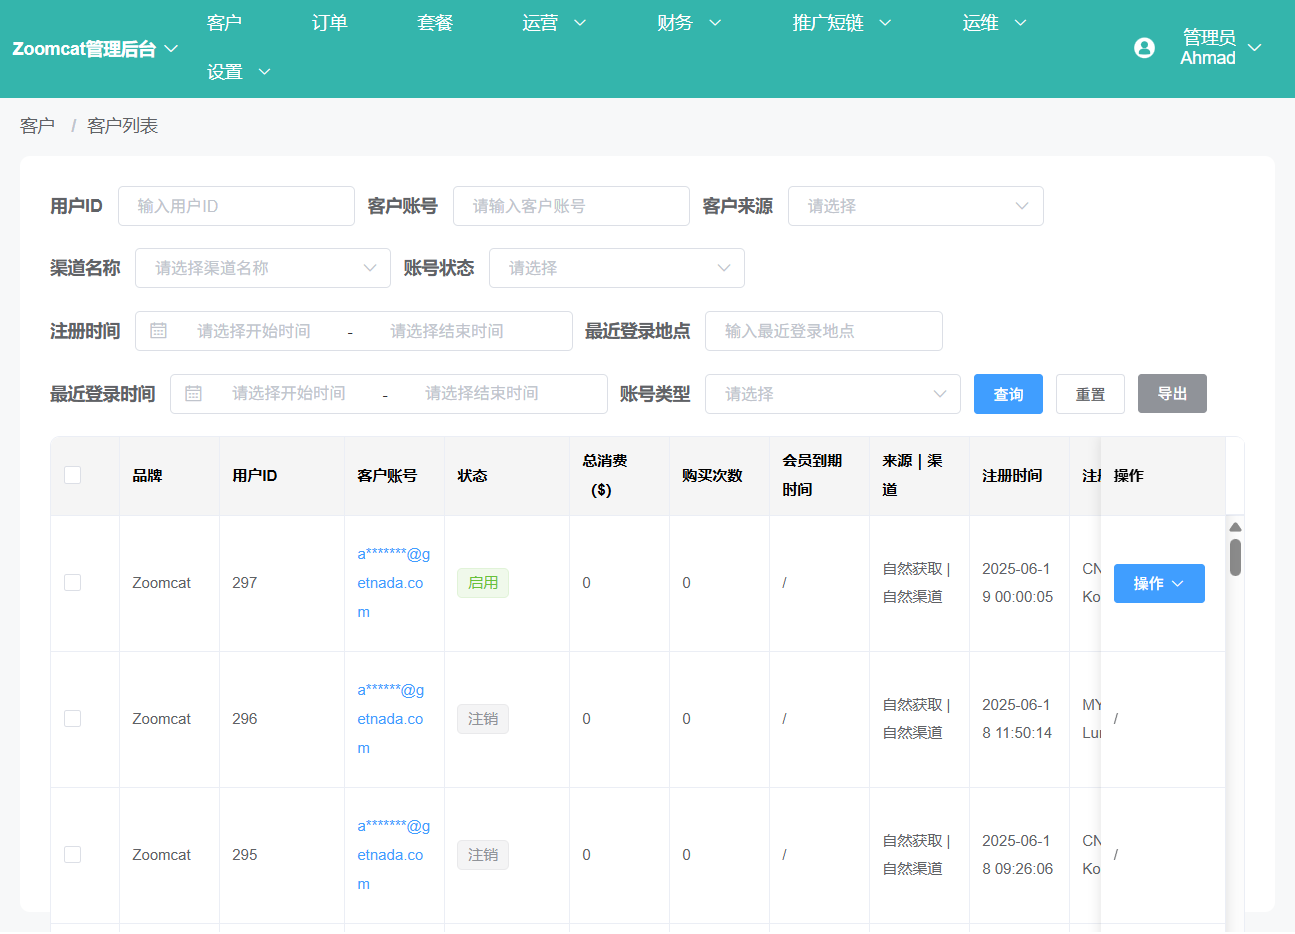 Zoomcat管理后台
客户 订单 套餐 运营 财务 推广短链 运维
设置
管理员
Ahmad
客户 / 客户列表
用户ID 输入用户ID 客户账号 请输入客户账号 客户来源 请选择
渠道名称 请选择渠道名称 账号状态 请选择
注册时间 请选择开始时间 - 请选择结束时间 最近登录地点 输入最近登录地点
最近登录时间 请选择开始时间 - 请选择结束时间 账号类型 请选择 查询 重置 导出
品牌 用户ID 客户账号 状态 总消费($) 购买次数 会员到期时间 来源 | 渠道 注册时间 操作
Zoomcat 297 a*******@getnada.com 启用 0 0 / 自然获取 | 自然渠道 2025-06-19 00:00:05 CN Ko 操作
Zoomcat 296 a******@getnada.com 注销 0 0 / 自然获取 | 自然渠道 2025-06-18 11:50:14 MY /
Zoomcat 295 a*******@getnada.com 注销 0 0 / 自然获取 | 自然渠道 2025-06-18 09:26:06 CN Ko /